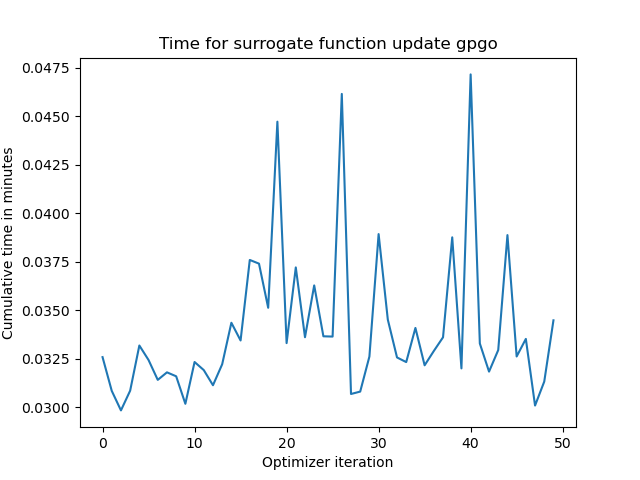 Time for surrogate function update gpgo
0.0475
0.0450
0.0425
0.0400
0.0375
0.0350
0.0325
0.0300
Cumulative time in minutes
0 10 20 30 40 50
Optimizer iteration